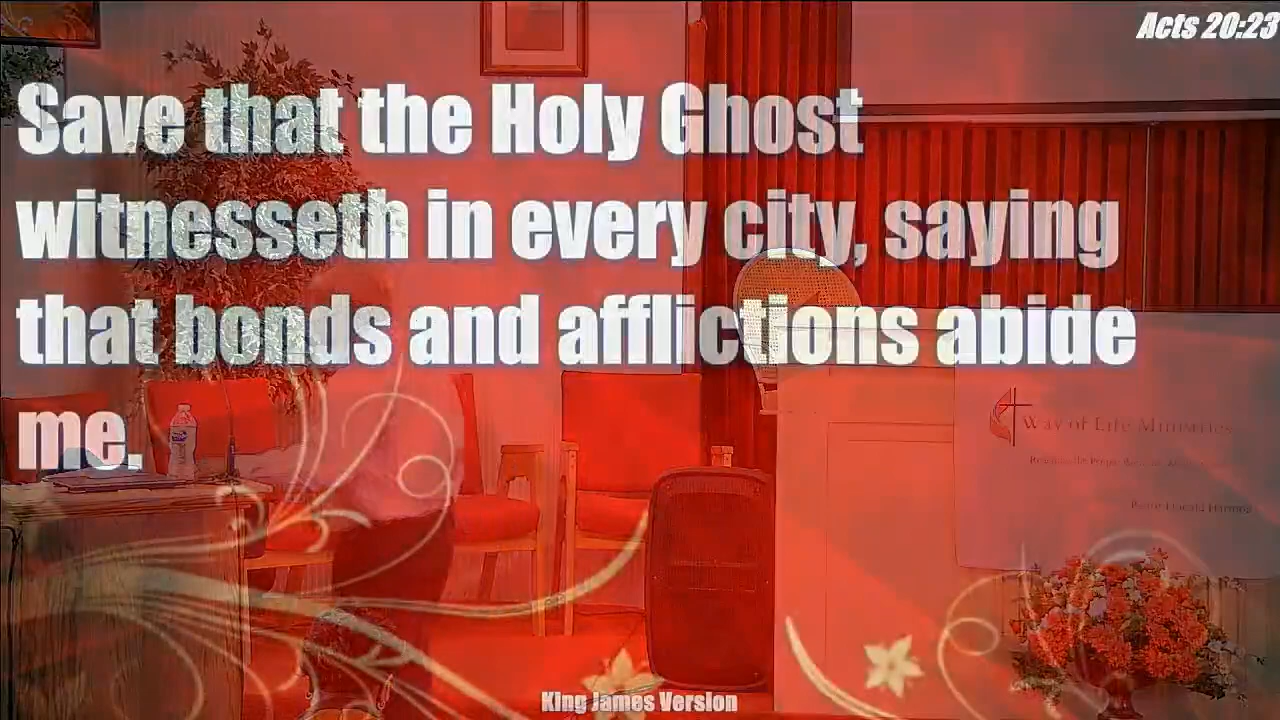 Acts 20:23
Save that the Holy Ghost
witnesseth in every city, saying
that bonds and afflictions abide
me.
Way of Life Ministries
King James Version